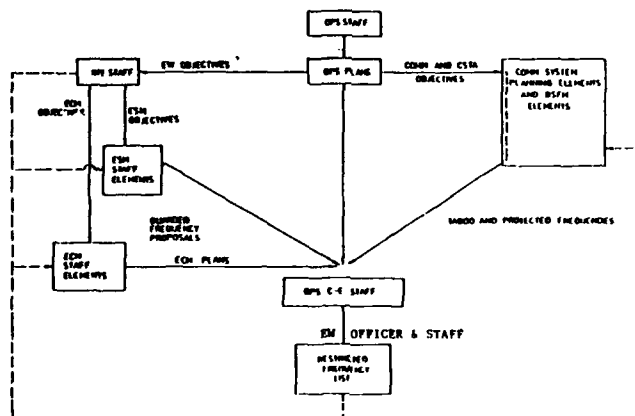 OPS STAFF
EW OBJECTIVES
OPS PLANS
COMM AND CSTA
OBJECTIVES
EW STAFF
COMM SYSTEM
PLANNING ELEMENTS
AND BSFM
ELEMENTS
ECM
OBJECTIVES
ESM
OBJECTIVES
ESM
STAFF
ELEMENTS
GUARDED
FREQUENCY
PROPOSALS
TABOO AND PROTECTED FREQUENCIES
ECM
STAFF
ELEMENTS
ECM PLANS
OPS C-E STAFF
EW OFFICER & STAFF
RESTRICTED
FREQUENCY
LIST